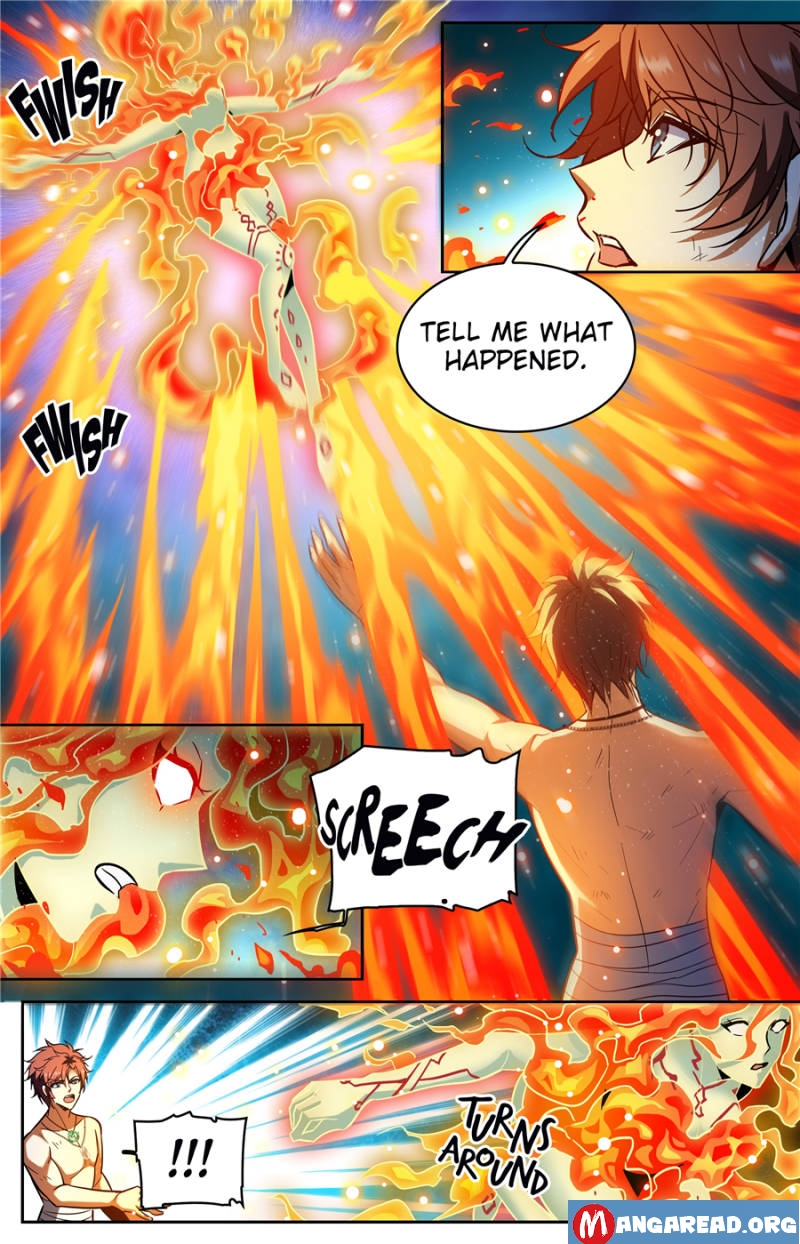 FWISH
TELL ME WHAT
HAPPENED.
FWISH
SCREECH
!!!
TURNS
AROUND
MANGAREAD.ORG